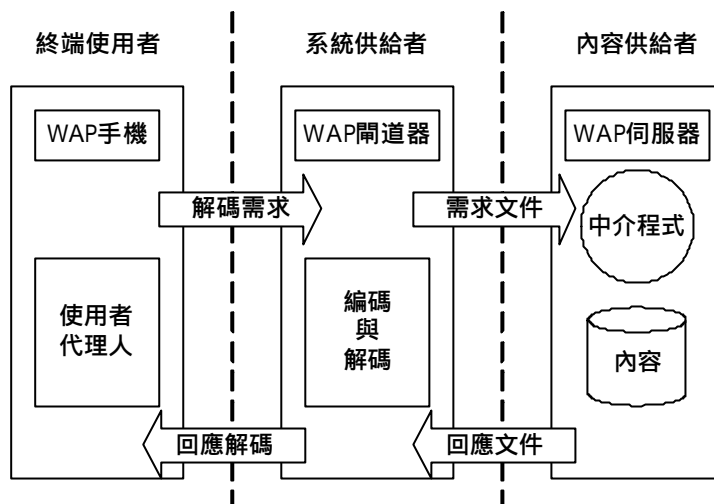 終端使用者
系統供給者
內容供給者
WAP手機
WAP閘道器
WAP伺服器
解碼需求
需求文件
中介程式
使用者
代理人
編碼
與
解碼
內容
回應解碼
回應文件